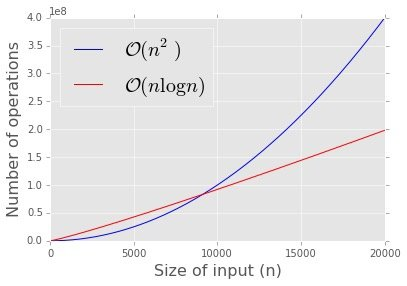 1e8
4.0
3.5
3.0
2.5
2.0
1.5
1.0
0.5
0.0
Number of operations
𝒪(n² )
𝒪(nlogn)
0 5000 10000 15000 20000
Size of input (n)